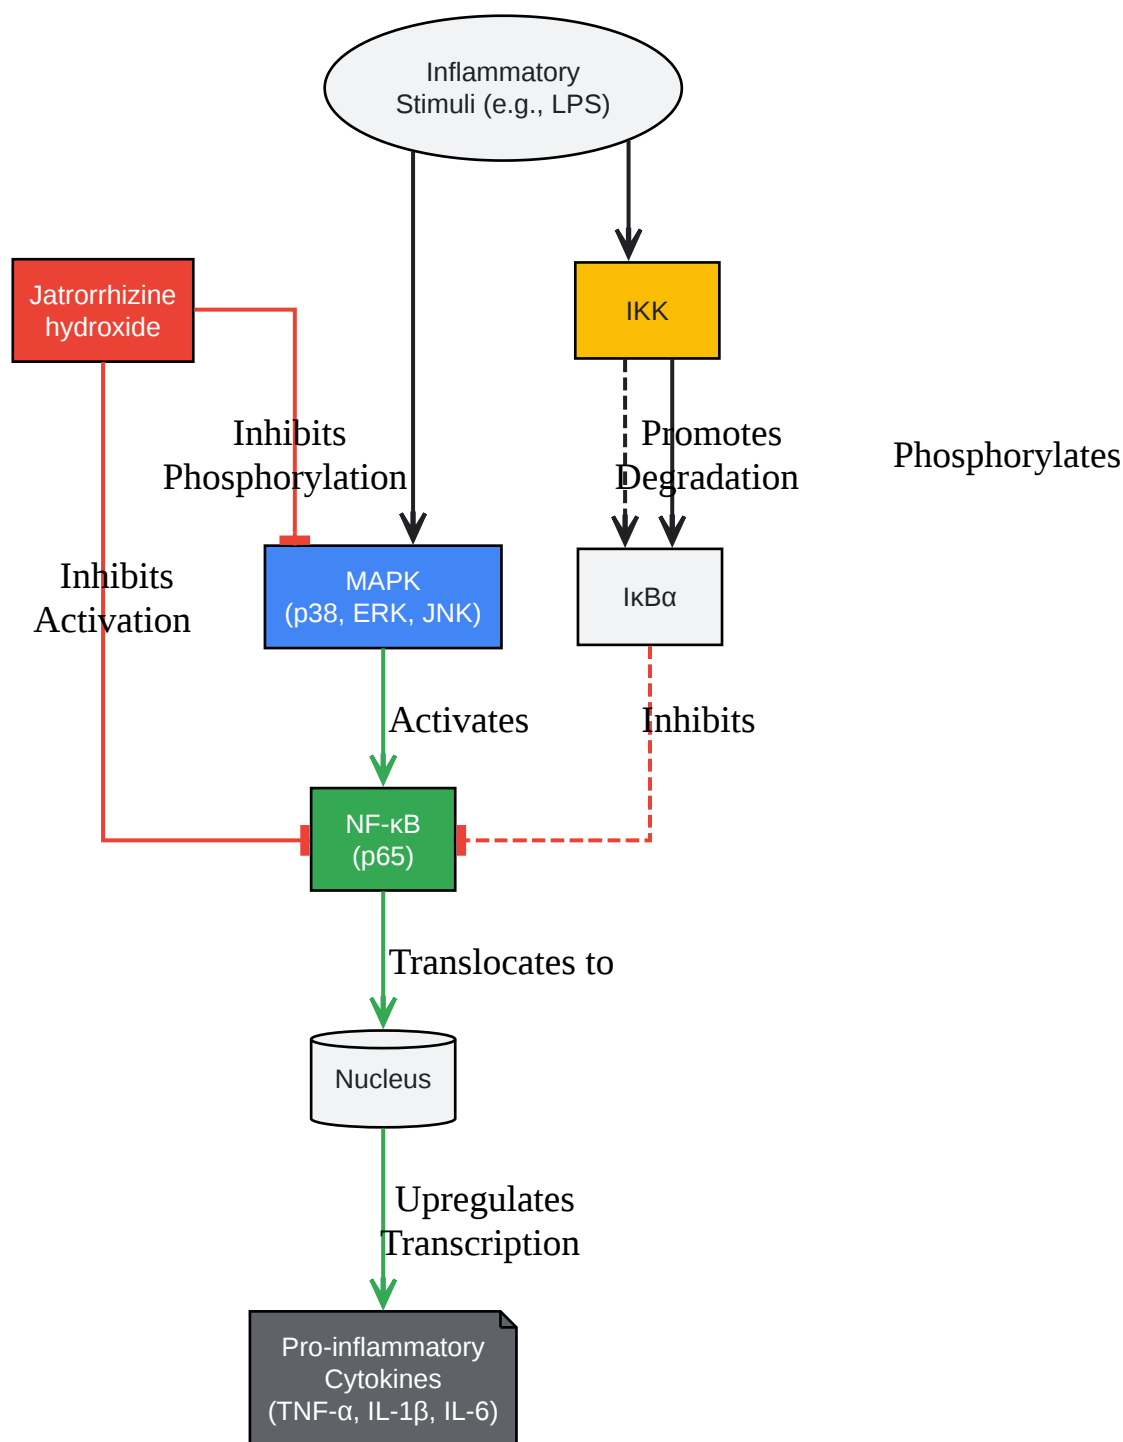 Inflammatory
Stimuli (e.g., LPS)
Jatrorrhizine
hydroxide
IKK
Inhibits
Phosphorylation
Promotes
Degradation
Phosphorylates
Inhibits
Activation
MAPK
(p38, ERK, JNK)
IκBα
Activates
Inhibits
NF-κB
(p65)
Translocates to
Nucleus
Upregulates
Transcription
Pro-inflammatory
Cytokines
(TNF-α, IL-1β, IL-6)